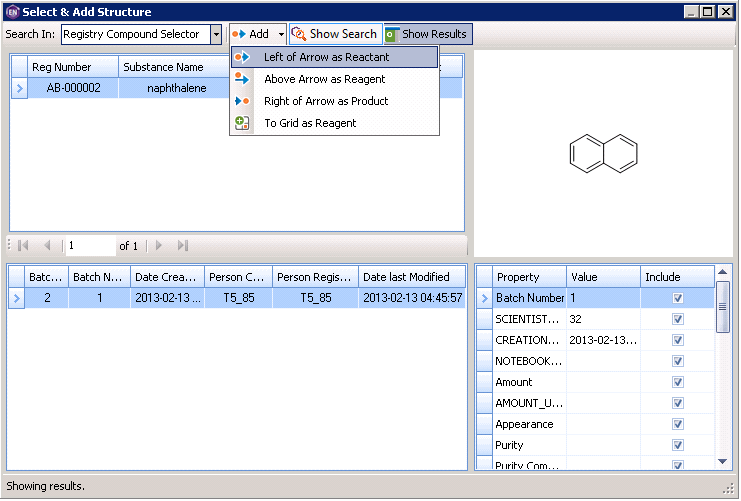 EN Select & Add Structure
Search In: Registry Compound Selector Add Show Search Show Results
Left of Arrow as Reactant
Above Arrow as Reagent
Right of Arrow as Product
To Grid as Reagent
Reg Number Substance Name
AB-000002 naphthalene
1 of 1
Batc... Batch N... Date Crea... Person C... Person Regis... Date last Modified
2 1 2013-02-13 ... T5_85 T5_85 2013-02-13 04:45:57
Property Value Include
Batch Number 1
SCIENTIST... 32
CREATION... 2013-02-13...
NOTEBOOK...
Amount
AMOUNT_U...
Appearance
Purity
Purity Com...
Showing results.